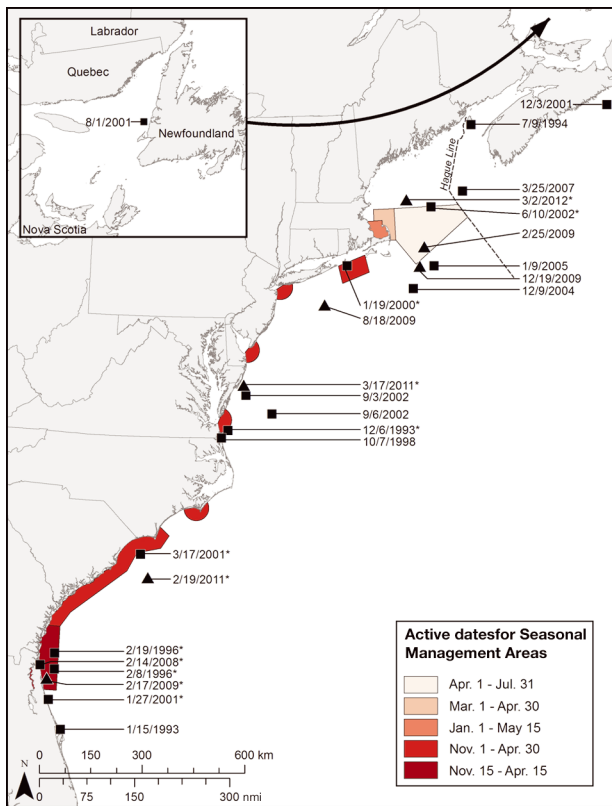 Labrador
Quebec
8/1/2001
Newfoundland
Nova Scotia
12/3/2001
7/9/1994
Hague Line
3/25/2007
3/2/2012*
6/10/2002*
2/25/2009
1/9/2005
12/19/2009
12/9/2004
1/19/2000*
8/18/2009
3/17/2011*
9/3/2002
9/6/2002
12/6/1993*
10/7/1998
3/17/2001*
2/19/2011*
2/19/1996*
2/14/2008*
2/8/1996*
2/17/2009*
1/27/2001*
1/15/1993
Active datesfor Seasonal
Management Areas
Apr. 1 - Jul. 31
Mar. 1 - Apr. 30
Jan. 1 - May 15
Nov. 1 - Apr. 30
Nov. 15 - Apr. 15
N
0 150 300 450 600 km
0 75 150 300 nmi